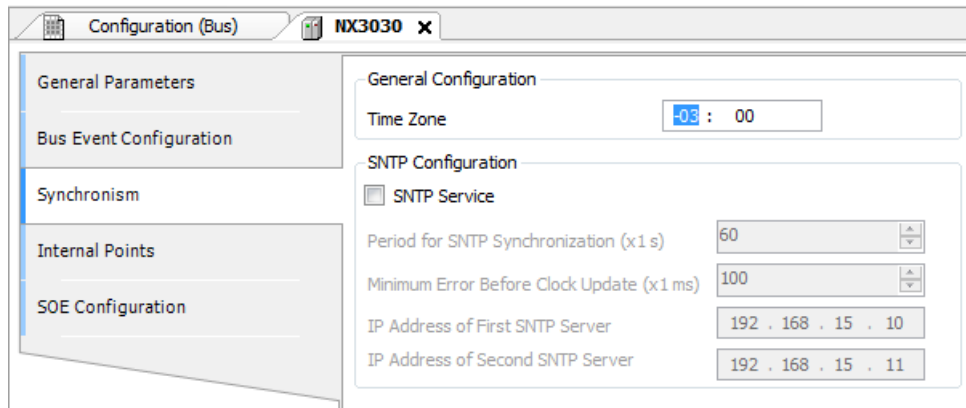 Configuration (Bus) NX3030 x
General Parameters
Bus Event Configuration
Synchronism
Internal Points
SOE Configuration
General Configuration
Time Zone -03 : 00
SNTP Configuration
SNTP Service
Period for SNTP Synchronization (x1 s) 60
Minimum Error Before Clock Update (x1 ms) 100
IP Address of First SNTP Server 192 . 168 . 15 . 10
IP Address of Second SNTP Server 192 . 168 . 15 . 11